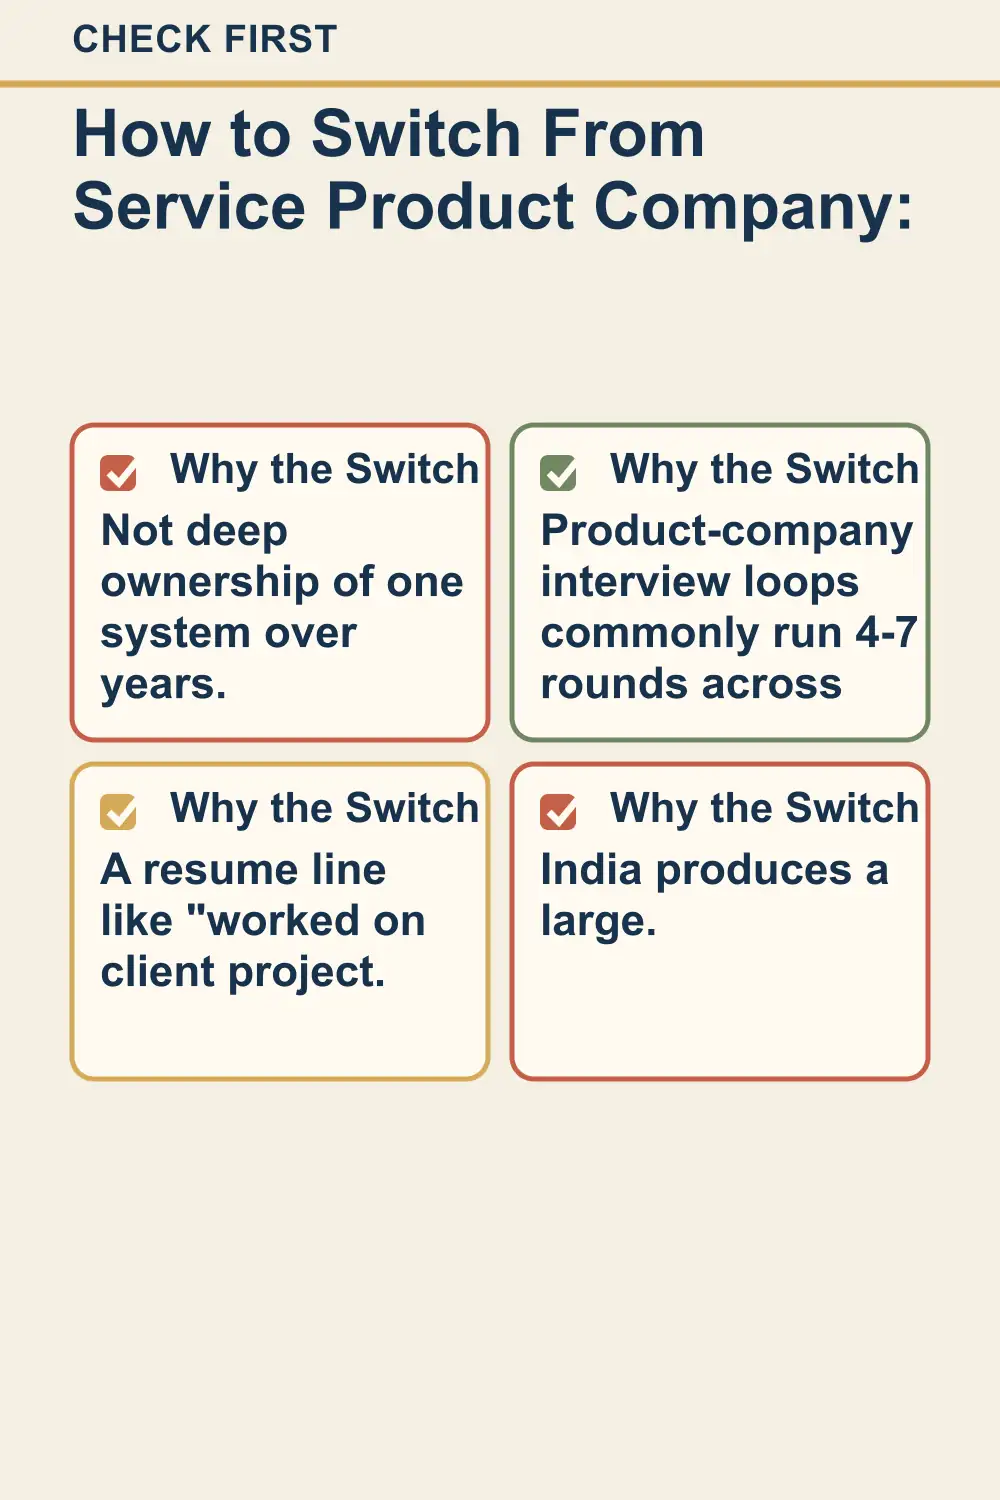 CHECK FIRST
How to Switch From
Service Product Company:
Why the Switch
Not deep
ownership of one
system over
years.
Why the Switch
Product-company
interview loops
commonly run 4-7
rounds across
Why the Switch
A resume line
like "worked on
client project.
Why the Switch
India produces a
large.